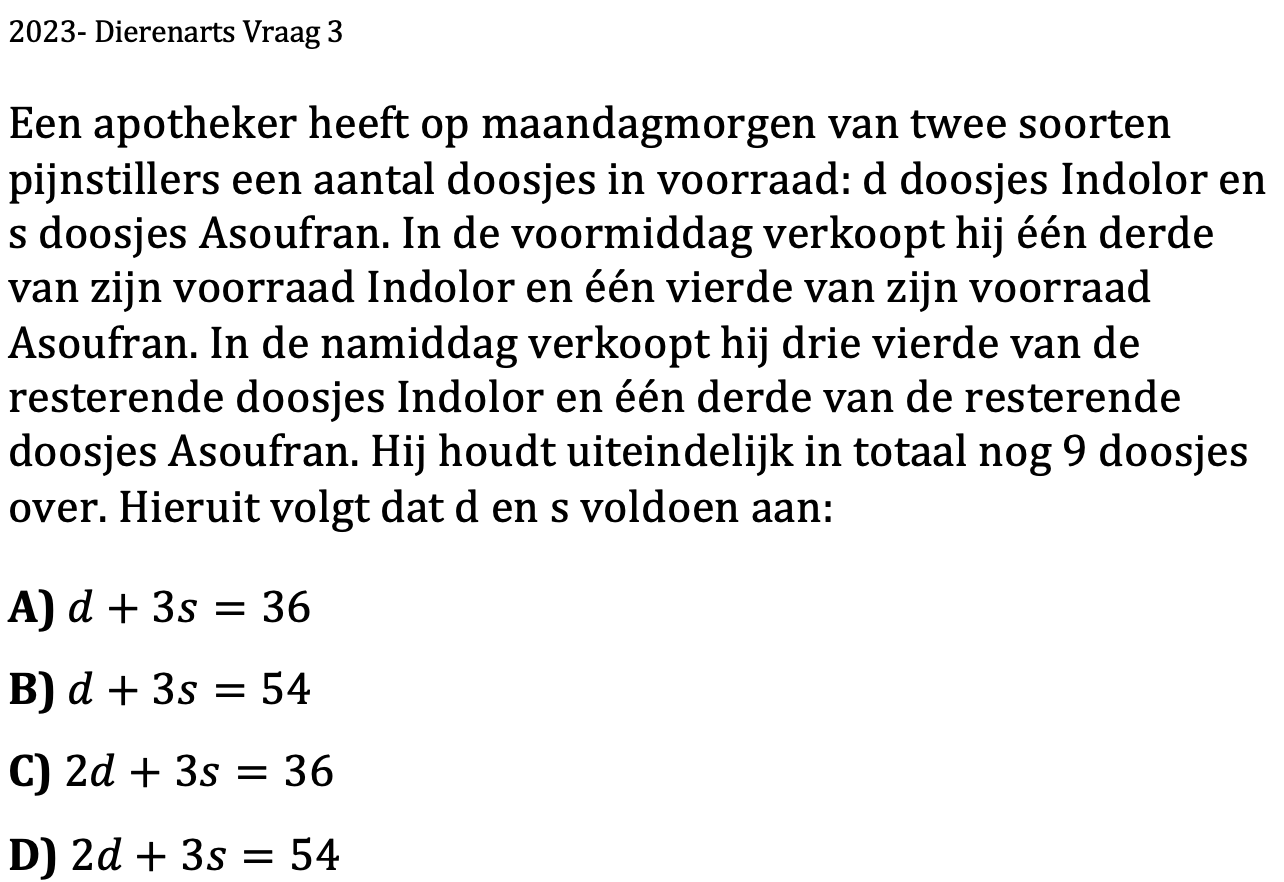 2023- Dierenarts Vraag 3
Een apotheker heeft op maandagmorgen van twee soorten
pijnstillers een aantal doosjes in voorraad: d doosjes Indolor en
s doosjes Asoufran. In de voormiddag verkoopt hij één derde
van zijn voorraad Indolor en één vierde van zijn voorraad
Asoufran. In de namiddag verkoopt hij drie vierde van de
resterende doosjes Indolor en één derde van de resterende
doosjes Asoufran. Hij houdt uiteindelijk in totaal nog 9 doosjes
over. Hieruit volgt dat d en s voldoen aan:
A) d + 3s = 36
B) d + 3s = 54
C) 2d + 3s = 36
D) 2d + 3s = 54